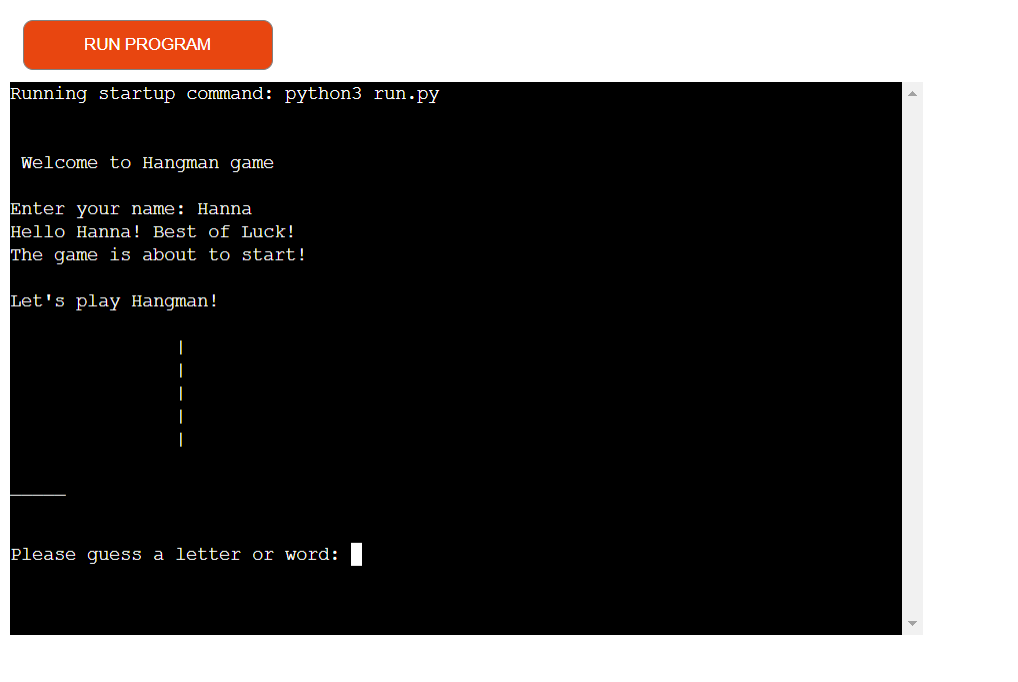 RUN PROGRAM
Running startup command: python3 run.py
Welcome to Hangman game
Enter your name: Hanna
Hello Hanna! Best of Luck!
The game is about to start!
Let's play Hangman!
|
|
|
|
|
_____
Please guess a letter or word: